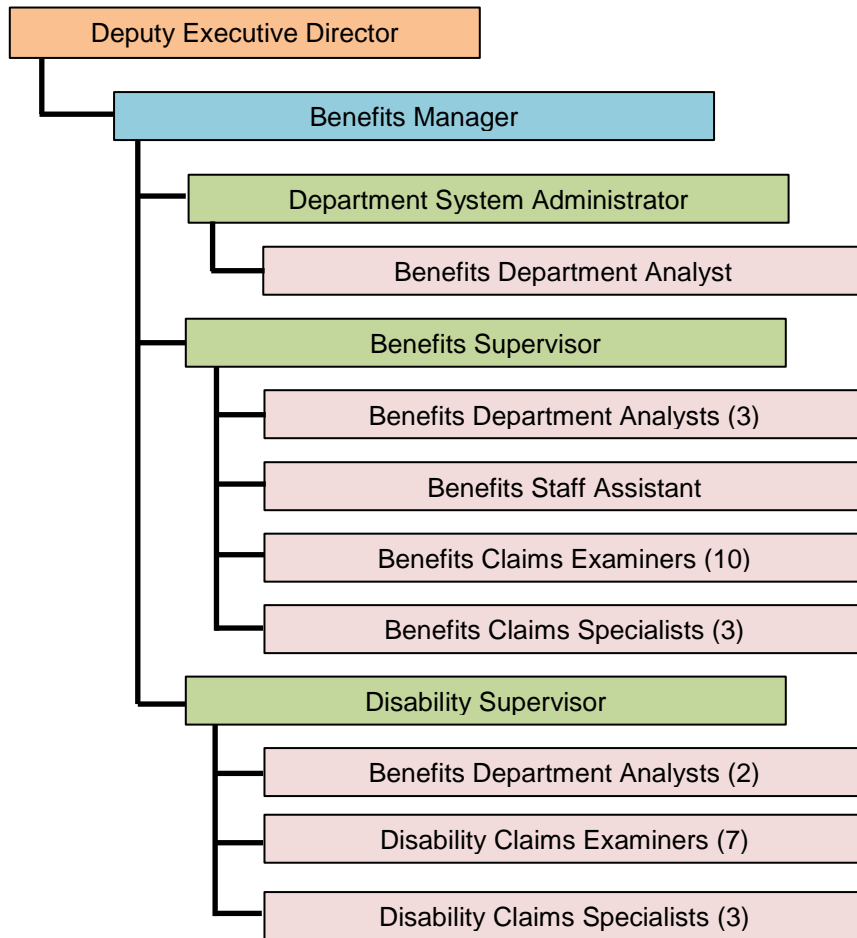 Deputy Executive Director
Benefits Manager
Department System Administrator
Benefits Department Analyst
Benefits Supervisor
Benefits Department Analysts (3)
Benefits Staff Assistant
Benefits Claims Examiners (10)
Benefits Claims Specialists (3)
Disability Supervisor
Benefits Department Analysts (2)
Disability Claims Examiners (7)
Disability Claims Specialists (3)